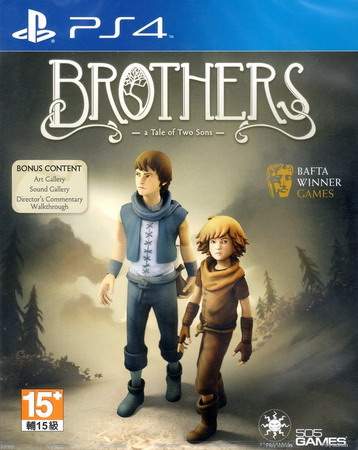 PS4
BROTHERS
a Tale of Two Sons
BONUS CONTENT
Art Gallery
Sound Gallery
Director's Commentary
Walkthrough
BAFTA
WINNER
GAMES
15+
輔15級
505
GAMES